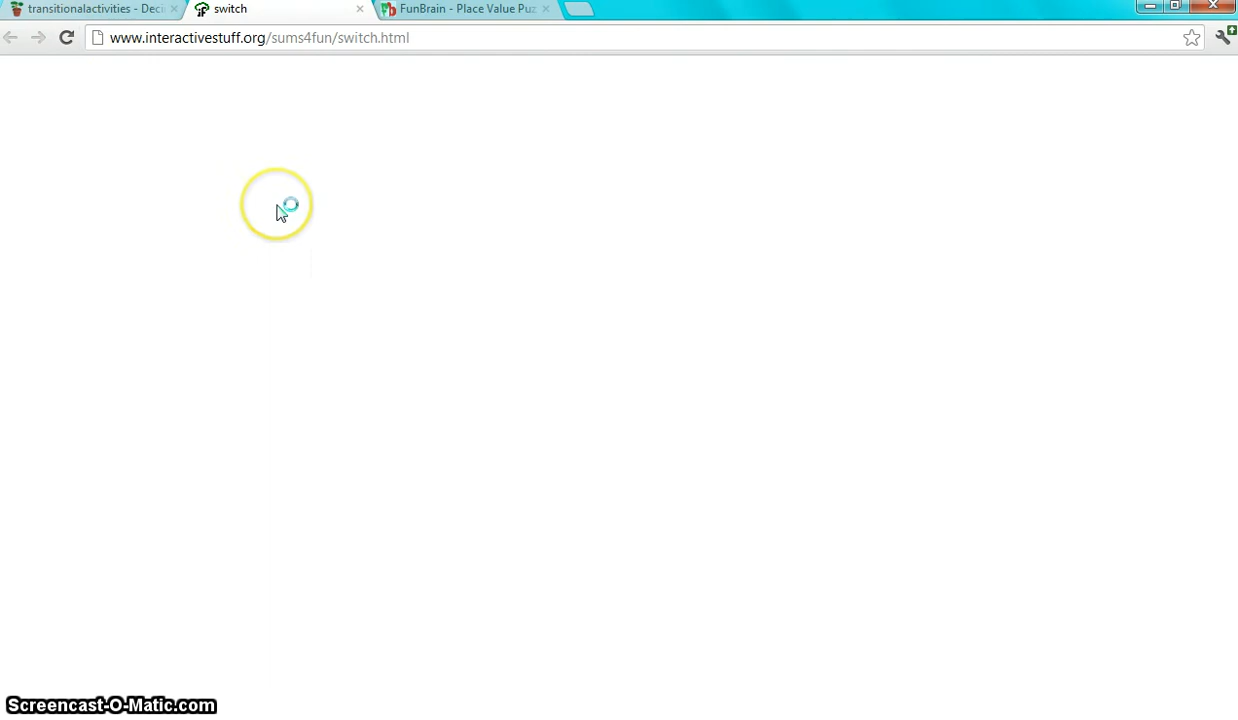 transitionalactivities - Deci
switch
FunBrain - Place Value Puz
www.interactivestuff.org/sums4fun/switch.html
Screencast-O-Matic.com